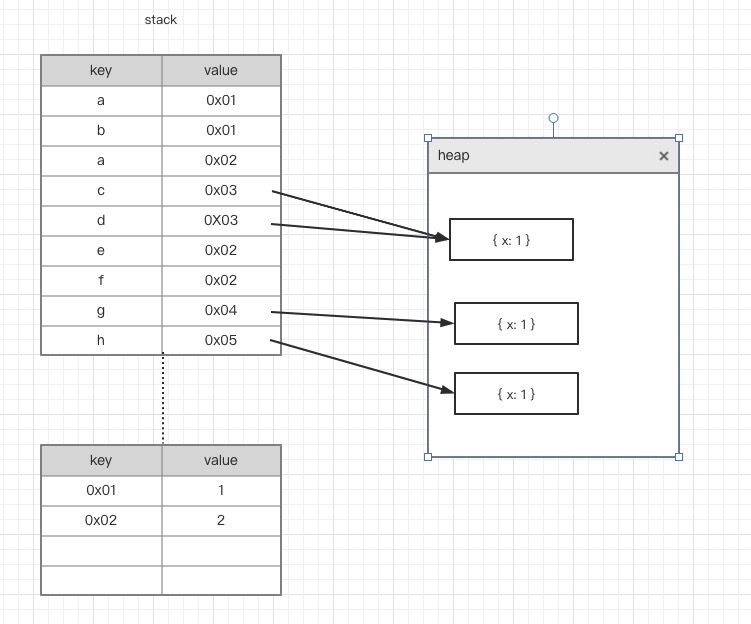 stack
key value
a 0x01
b 0x01
a 0x02
c 0x03
d 0X03
e 0x02
f 0x02
g 0x04
h 0x05
heap ×
{ x: 1 }
{ x: 1 }
{ x: 1 }
key value
0x01 1
0x02 2